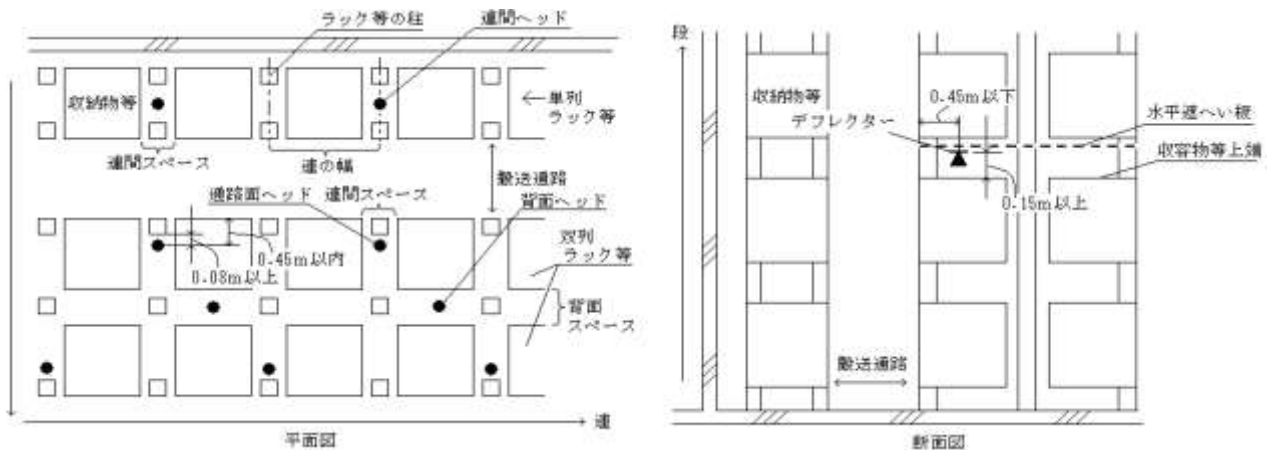 ラック等の柱
連間ヘッド
収納物等
単列
ラック等
連間スペース
連の幅
搬送通路
通路面ヘッド
連間スペース
背面ヘッド
0.45m以内
0.08m以上
双列
ラック等
背面
スペース
連
平面図
段
収納物等
0.45m以下
デフレクター
水平遮へい板
収容物等上端
0.15m以上
搬送通路
断面図